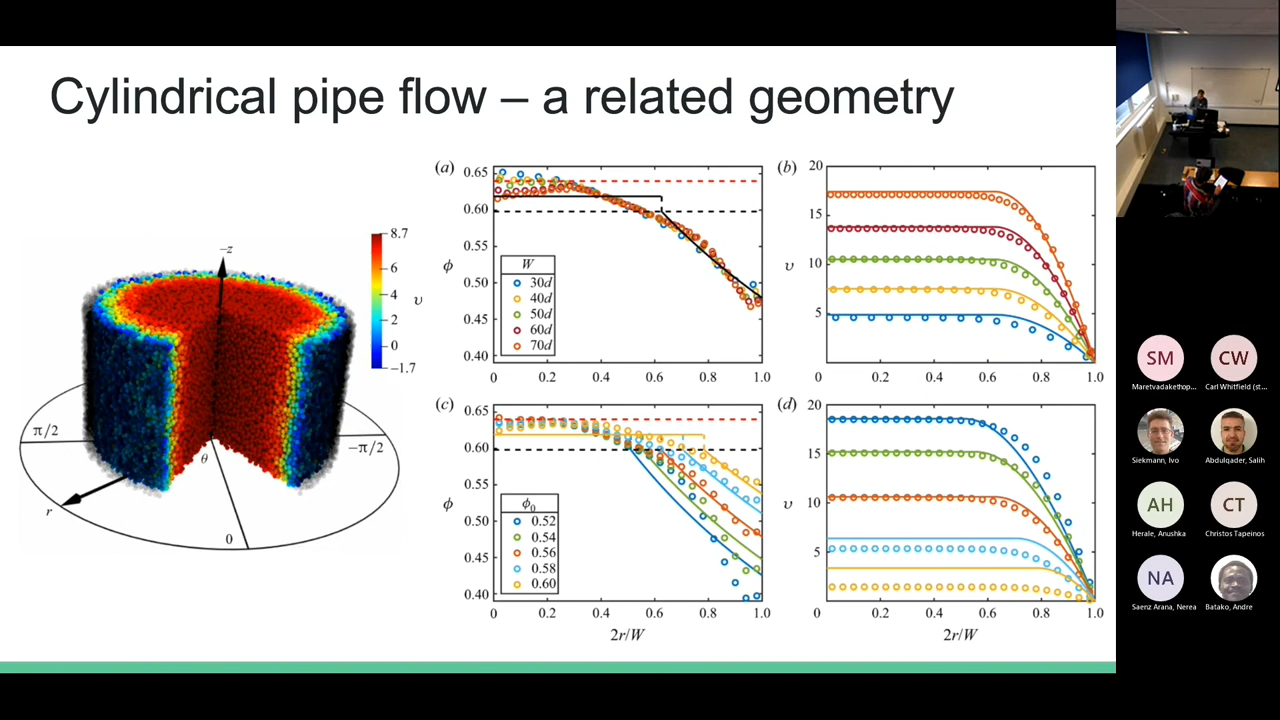 Cylindrical pipe flow – a related geometry
–z
8.7
6
4
2
0
–1.7
υ
π/2
–π/2
θ
r
0
(a)
0.65
0.60
0.55
0.50
0.45
0.40
ϕ
W
30d
40d
50d
60d
70d
0 0.2 0.4 0.6 0.8 1.0
(b)
20
15
10
5
υ
0 0.2 0.4 0.6 0.8 1.0
(c)
0.65
0.60
0.55
0.50
0.45
0.40
ϕ
ϕ0
0.52
0.54
0.56
0.58
0.60
0 0.2 0.4 0.6 0.8 1.0
2r/W
(d)
20
15
10
5
υ
0 0.2 0.4 0.6 0.8 1.0
2r/W
SM CW
Maretvadakethop... Carl Whitfield (st...
Siekmann, Ivo Abdulqader, Salih
AH CT
Herale, Anushka Christos Tapeinos
NA
Saenz Arana, Nerea Batako, Andre